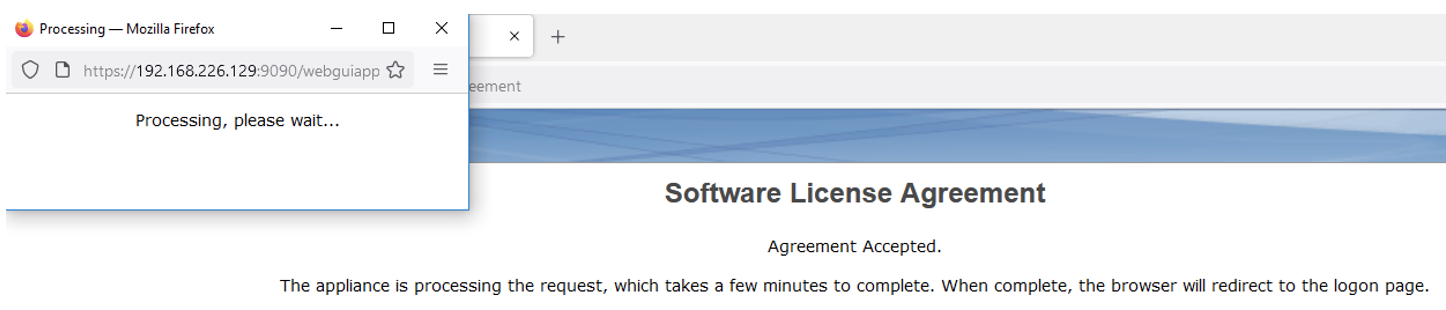 Processing — Mozilla Firefox
https://192.168.226.129:9090/webguiapp
Processing, please wait...
eement
Software License Agreement
Agreement Accepted.
The appliance is processing the request, which takes a few minutes to complete. When complete, the browser will redirect to the logon page.